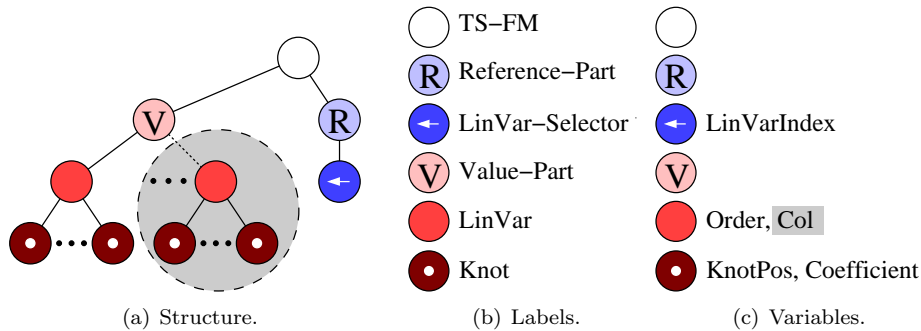 TS–FM
R
Reference–Part
R
V
R
LinVar–Selector
LinVarIndex
V
Value–Part
V
LinVar
Order, Col
Knot
KnotPos, Coefficient
(a) Structure.
(b) Labels.
(c) Variables.